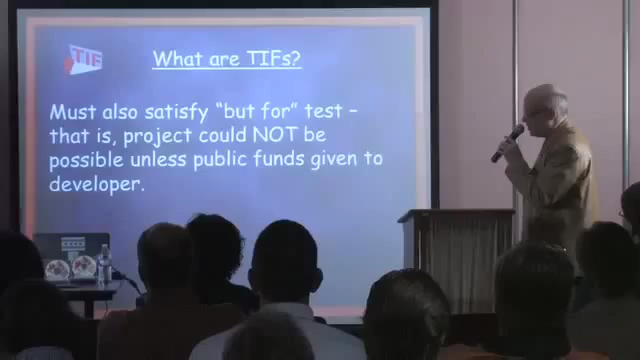 TIF
What are TIFs?
Must also satisfy “but for” test –
that is, project could NOT be
possible unless public funds given to
developer.